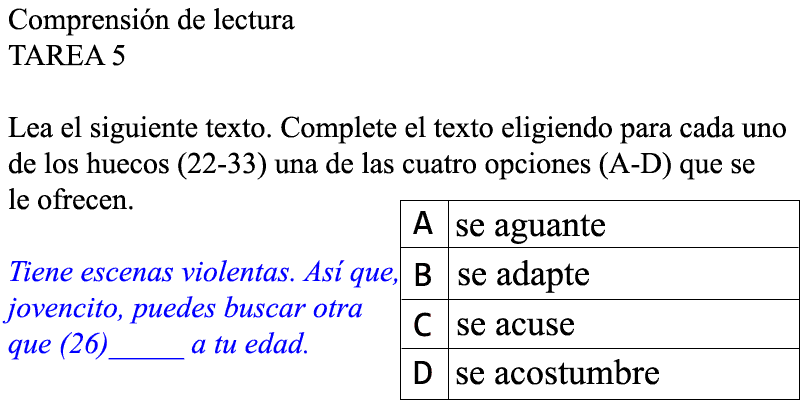 Comprensión de lectura
TAREA 5
Lea el siguiente texto. Complete el texto eligiendo para cada uno
de los huecos (22-33) una de las cuatro opciones (A-D) que se
le ofrecen.
Tiene escenas violentas. Así que,
jovencito, puedes buscar otra
que (26)_____ a tu edad.
A se aguante
B se adapte
C se acuse
D se acostumbre